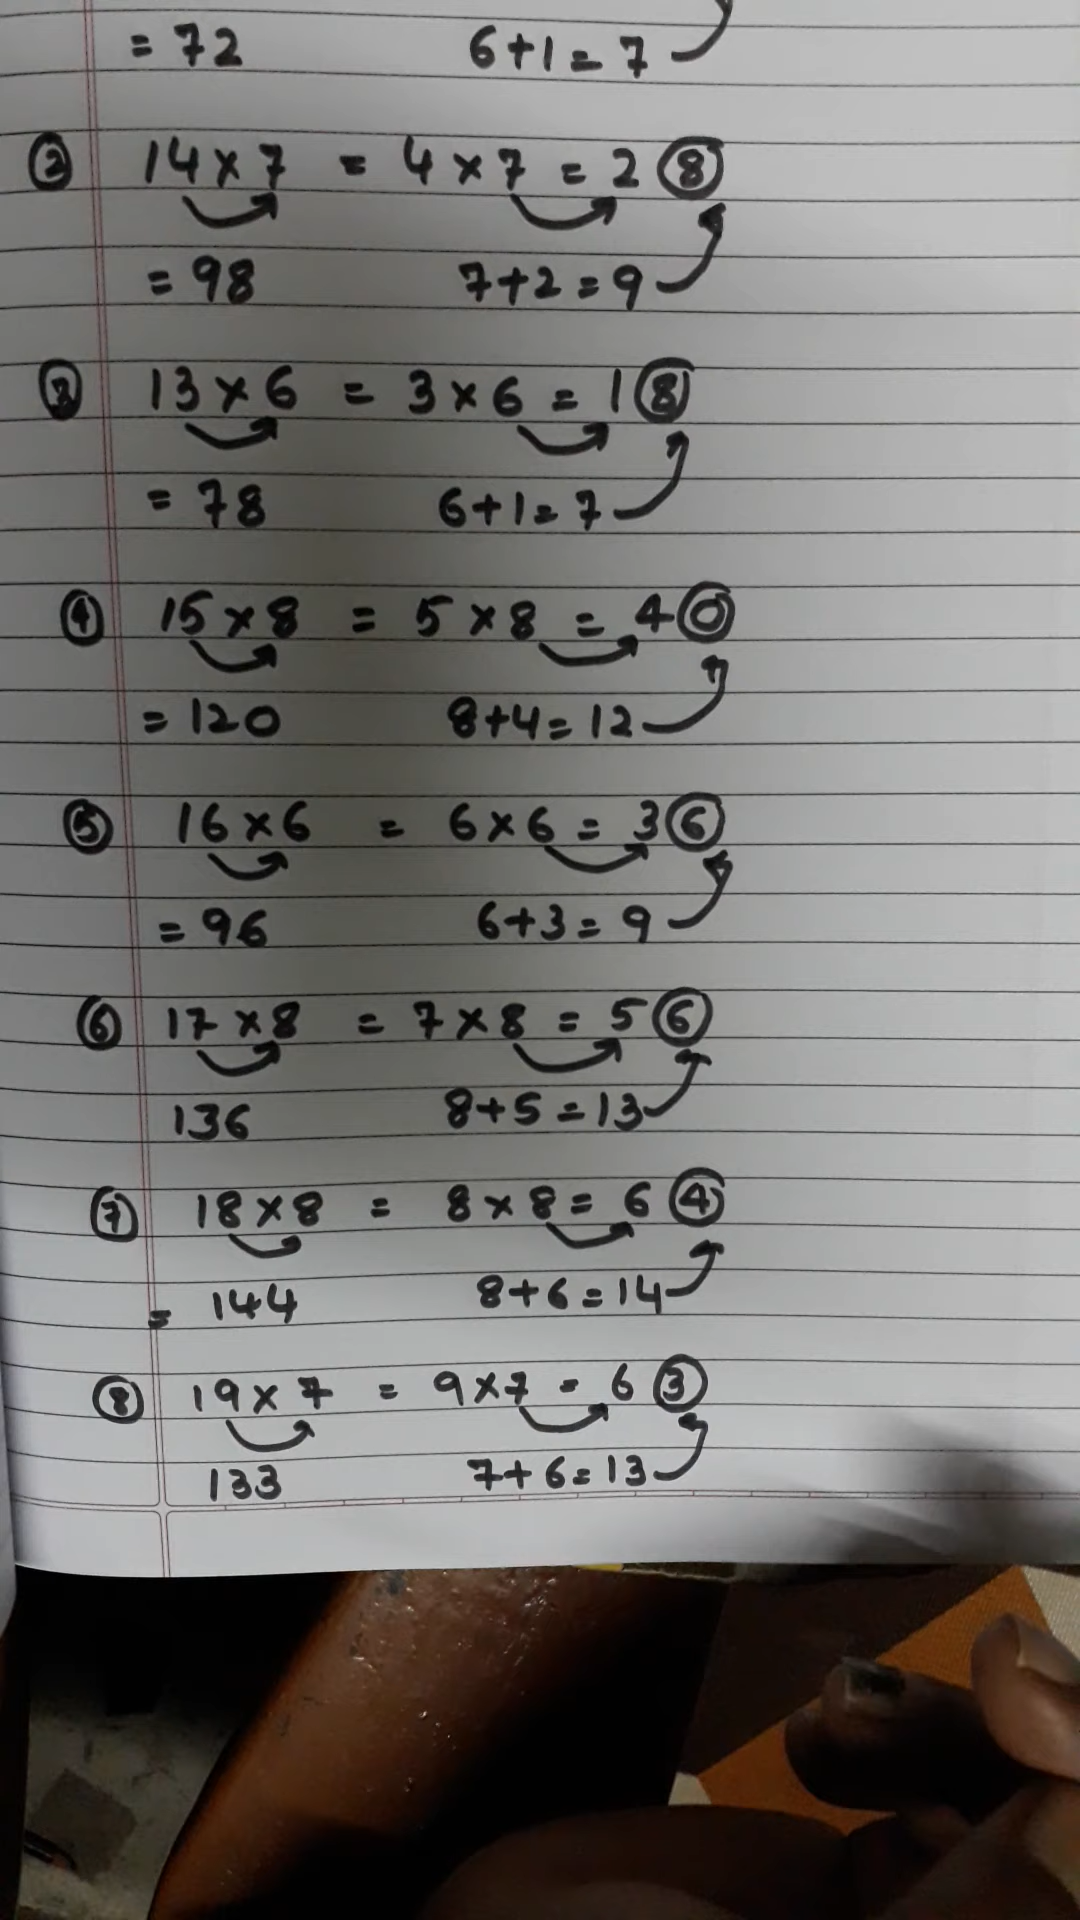 = 72 6+1=7
② 14×7 = 4×7 = 28
= 98 7+2=9
③ 13×6 = 3×6 = 18
= 78 6+1=7
④ 15×8 = 5×8 = 40
= 120 8+4=12
⑤ 16×6 = 6×6 = 36
= 96 6+3=9
⑥ 17×8 = 7×8 = 56
136 8+5=13
⑦ 18×8 = 8×8 = 64
= 144 8+6=14
⑧ 19×7 = 9×7 = 63
133 7+6=13